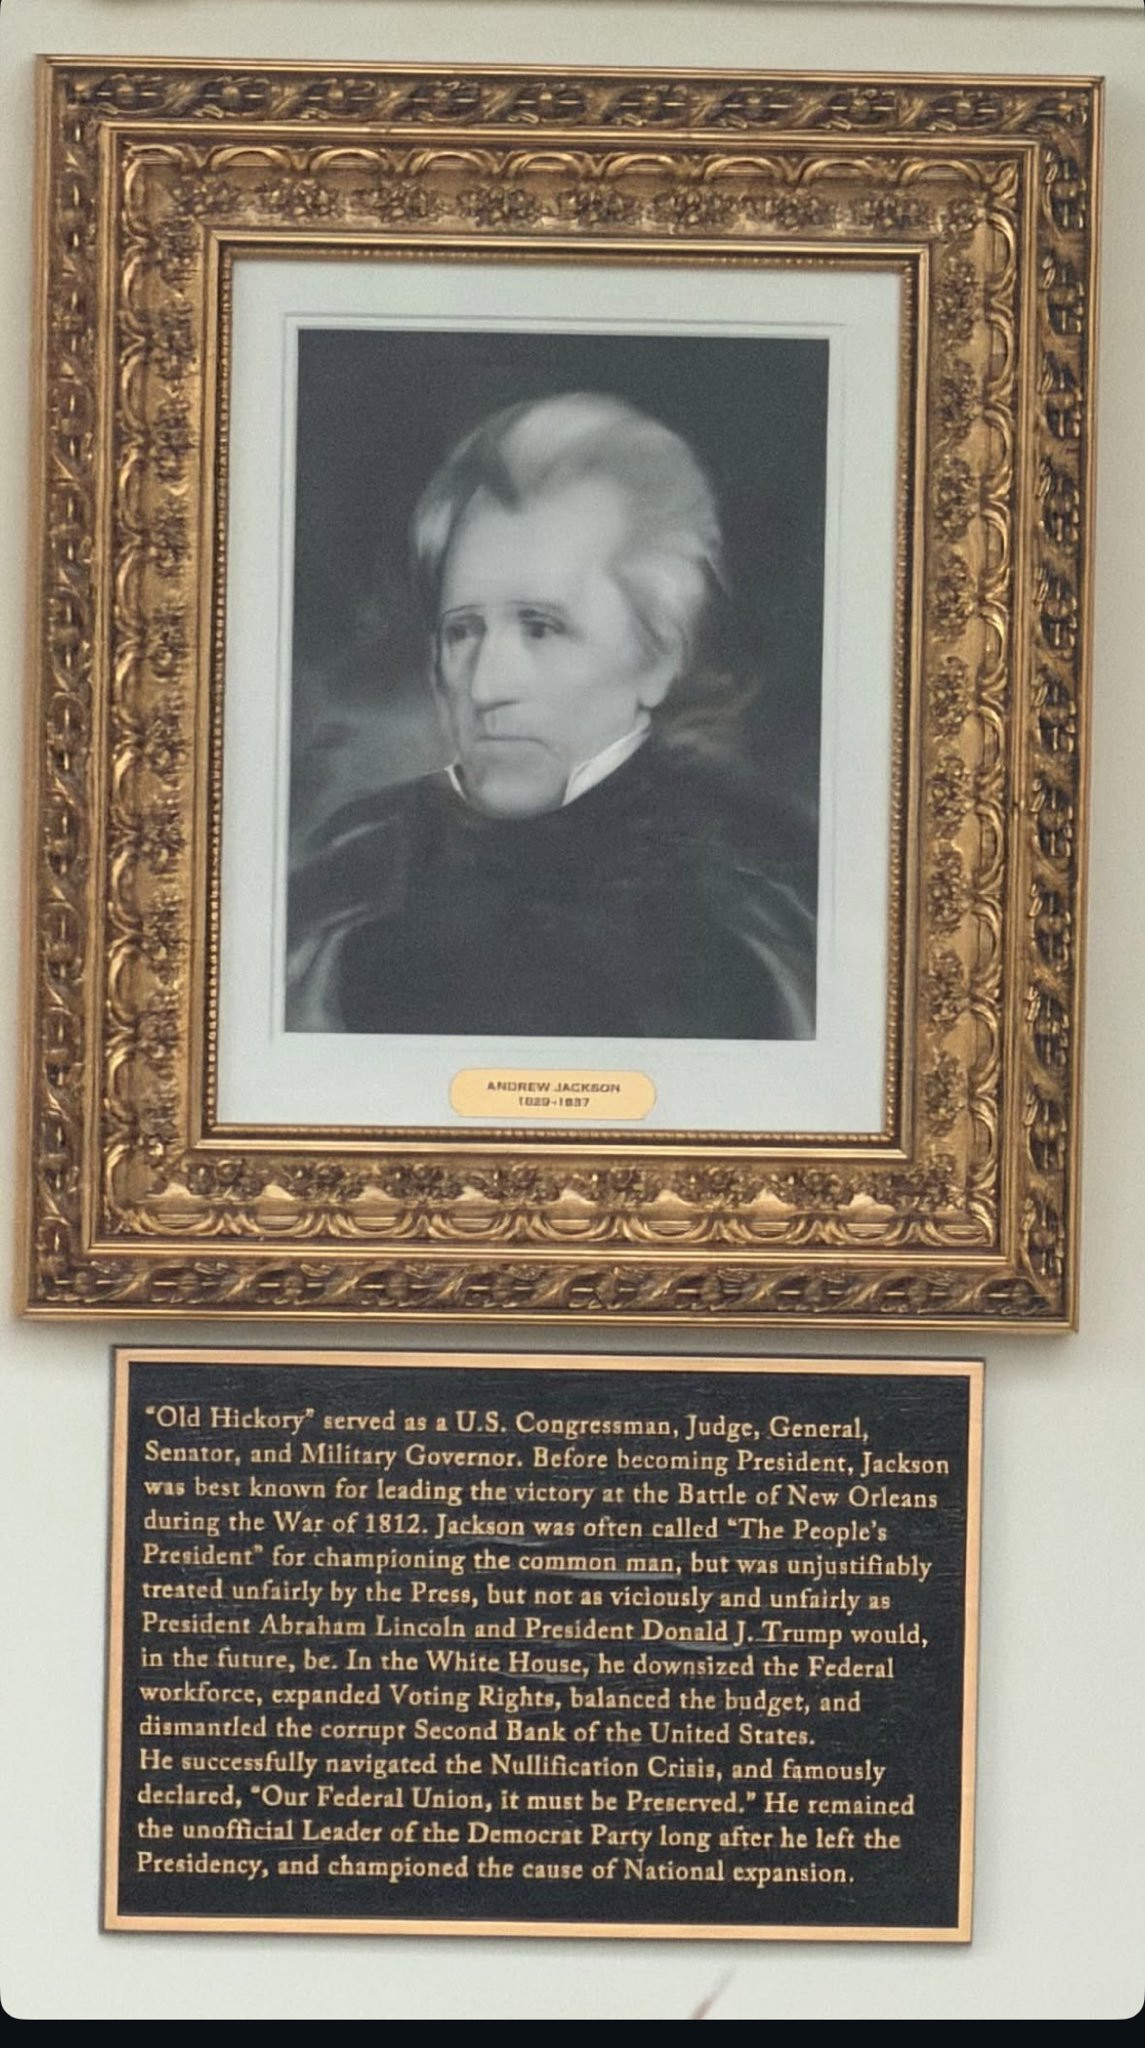 ANDREW JACKSON
1829-1837
"Old Hickory" served as a U.S. Congressman, Judge, General,
Senator, and Military Governor. Before becoming President, Jackson
was best known for leading the victory at the Battle of New Orleans
during the War of 1812. Jackson was often called "The People's
President" for championing the common man, but was unjustifiably
treated unfairly by the Press, but not as viciously and unfairly as
President Abraham Lincoln and President Donald J. Trump would,
in the future, be. In the White House, he downsized the Federal
workforce, expanded Voting Rights, balanced the budget, and
dismantled the corrupt Second Bank of the United States.
He successfully navigated the Nullification Crisis, and famously
declared, "Our Federal Union, it must be Preserved." He remained
the unofficial Leader of the Democrat Party long after he left the
Presidency, and championed the cause of National expansion.